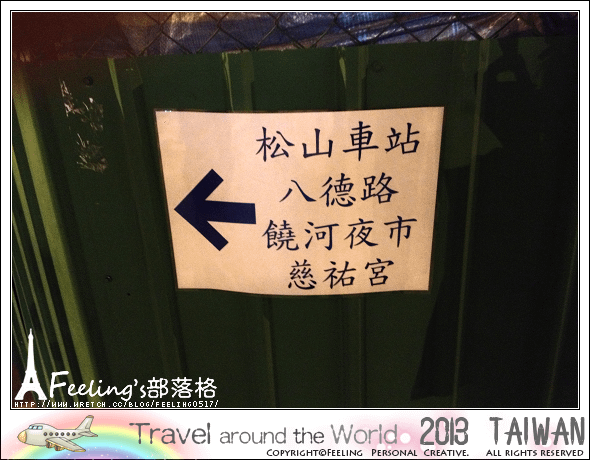 松山車站
八德路
饒河夜市
慈祐宮
Feeling's部落格
HTTP://WWW.WRETCH.CC/BLOG/FEELING0517/
Travel around the World. 2013 TAIWAN
COPYRIGHT©FEELING PERSONAL CREATIVE. ALL RIGHTS RESERVED